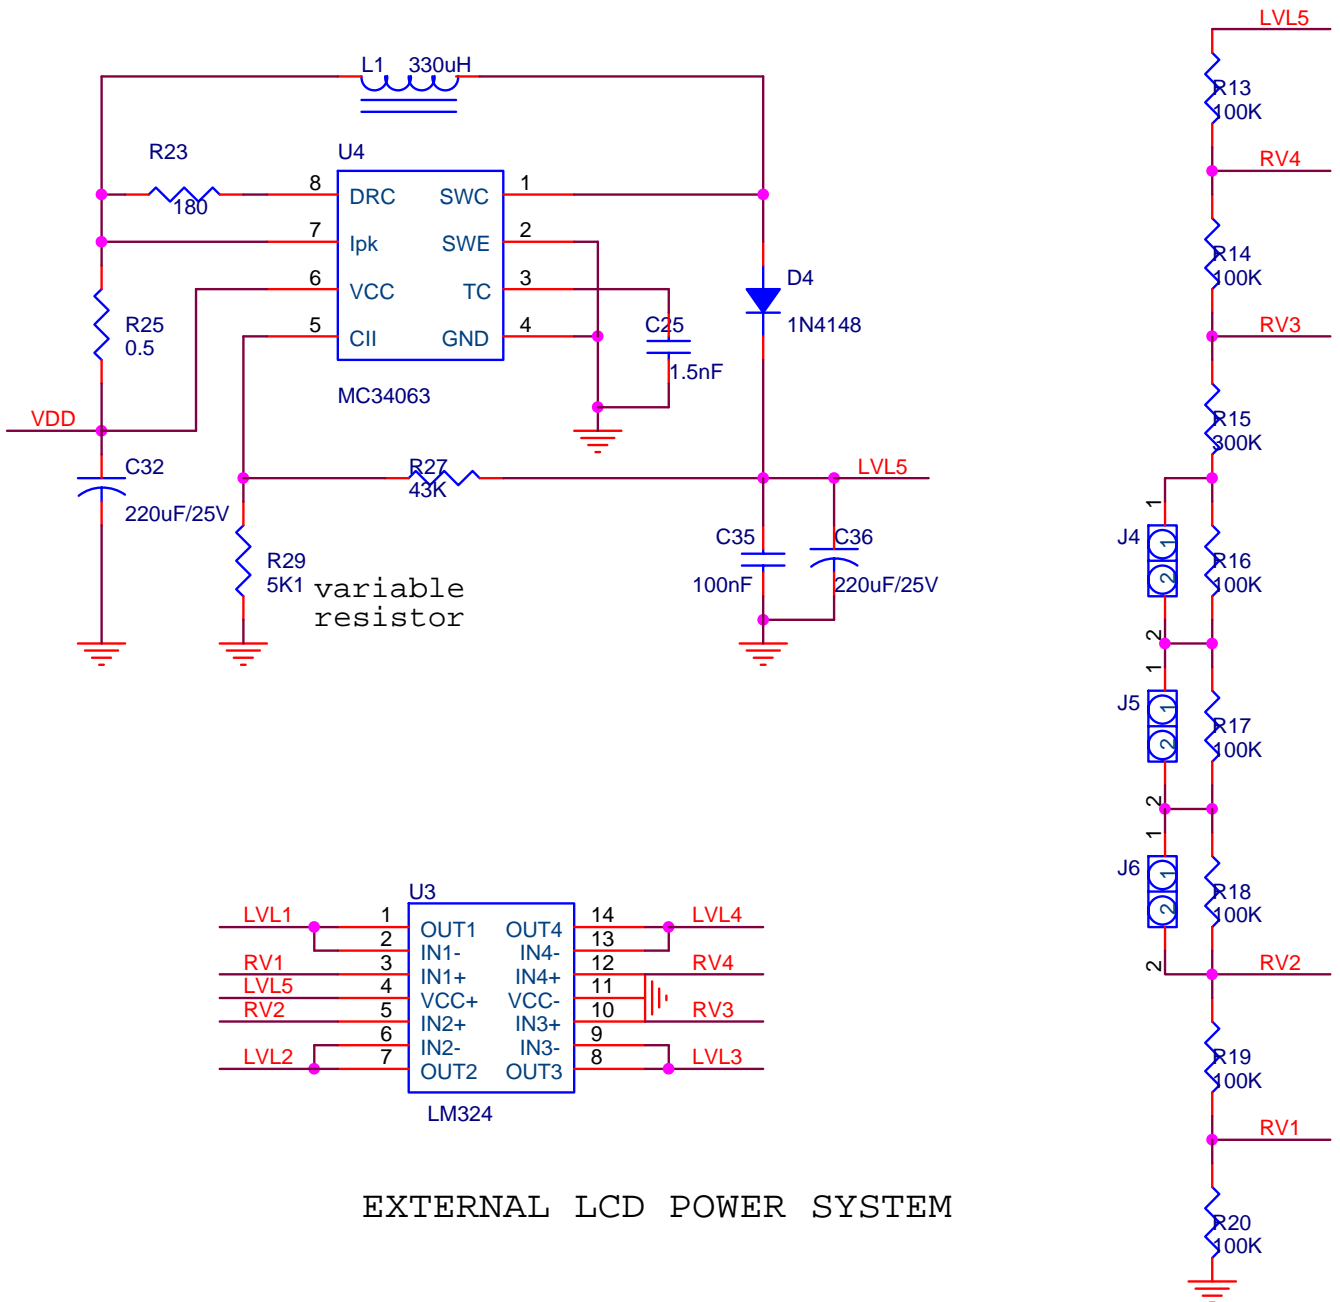 L1 330uH
R23
180
U4
8 DRC SWC 1
7 Ipk SWE 2
6 VCC TC 3
5 CII GND 4
MC34063
R25
0.5
VDD
C32
220uF/25V
C25
1.5nF
D4
1N4148
R27
43K
LVL5
R29
5K1
variable
resistor
C35
100nF
C36
220uF/25V
U3
LVL1 1 OUT1 OUT4 14 LVL4
2 IN1- IN4- 13
RV1 3 IN1+ IN4+ 12 RV4
LVL5 4 VCC+ VCC- 11
RV2 5 IN2+ IN3+ 10 RV3
6 IN2- IN3- 9
LVL2 7 OUT2 OUT3 8 LVL3
LM324
EXTERNAL LCD POWER SYSTEM
LVL5
R13
100K
RV4
R14
100K
RV3
R15
300K
1
J4 1 2
2
R16
100K
1
J5 1 2
2
R17
100K
1
J6 1 2
2
R18
100K
RV2
R19
100K
RV1
R20
100K